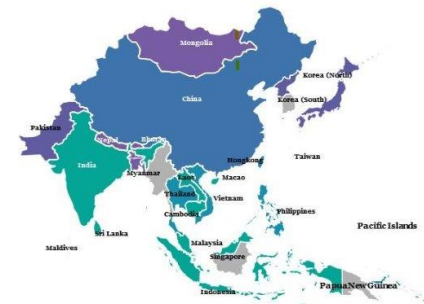 Mongolia
Korea (North)
China
Korea (South)
Pakistan
Nepal
Bhutan
Hongkong
Taiwan
India
Myanmar
Macao
Laos
Thailand
Vietnam
Cambodia
Philippines
Pacific Islands
Sri Lanka
Maldives
Malaysia
Singapore
Indonesia
PapuaNewGuinea